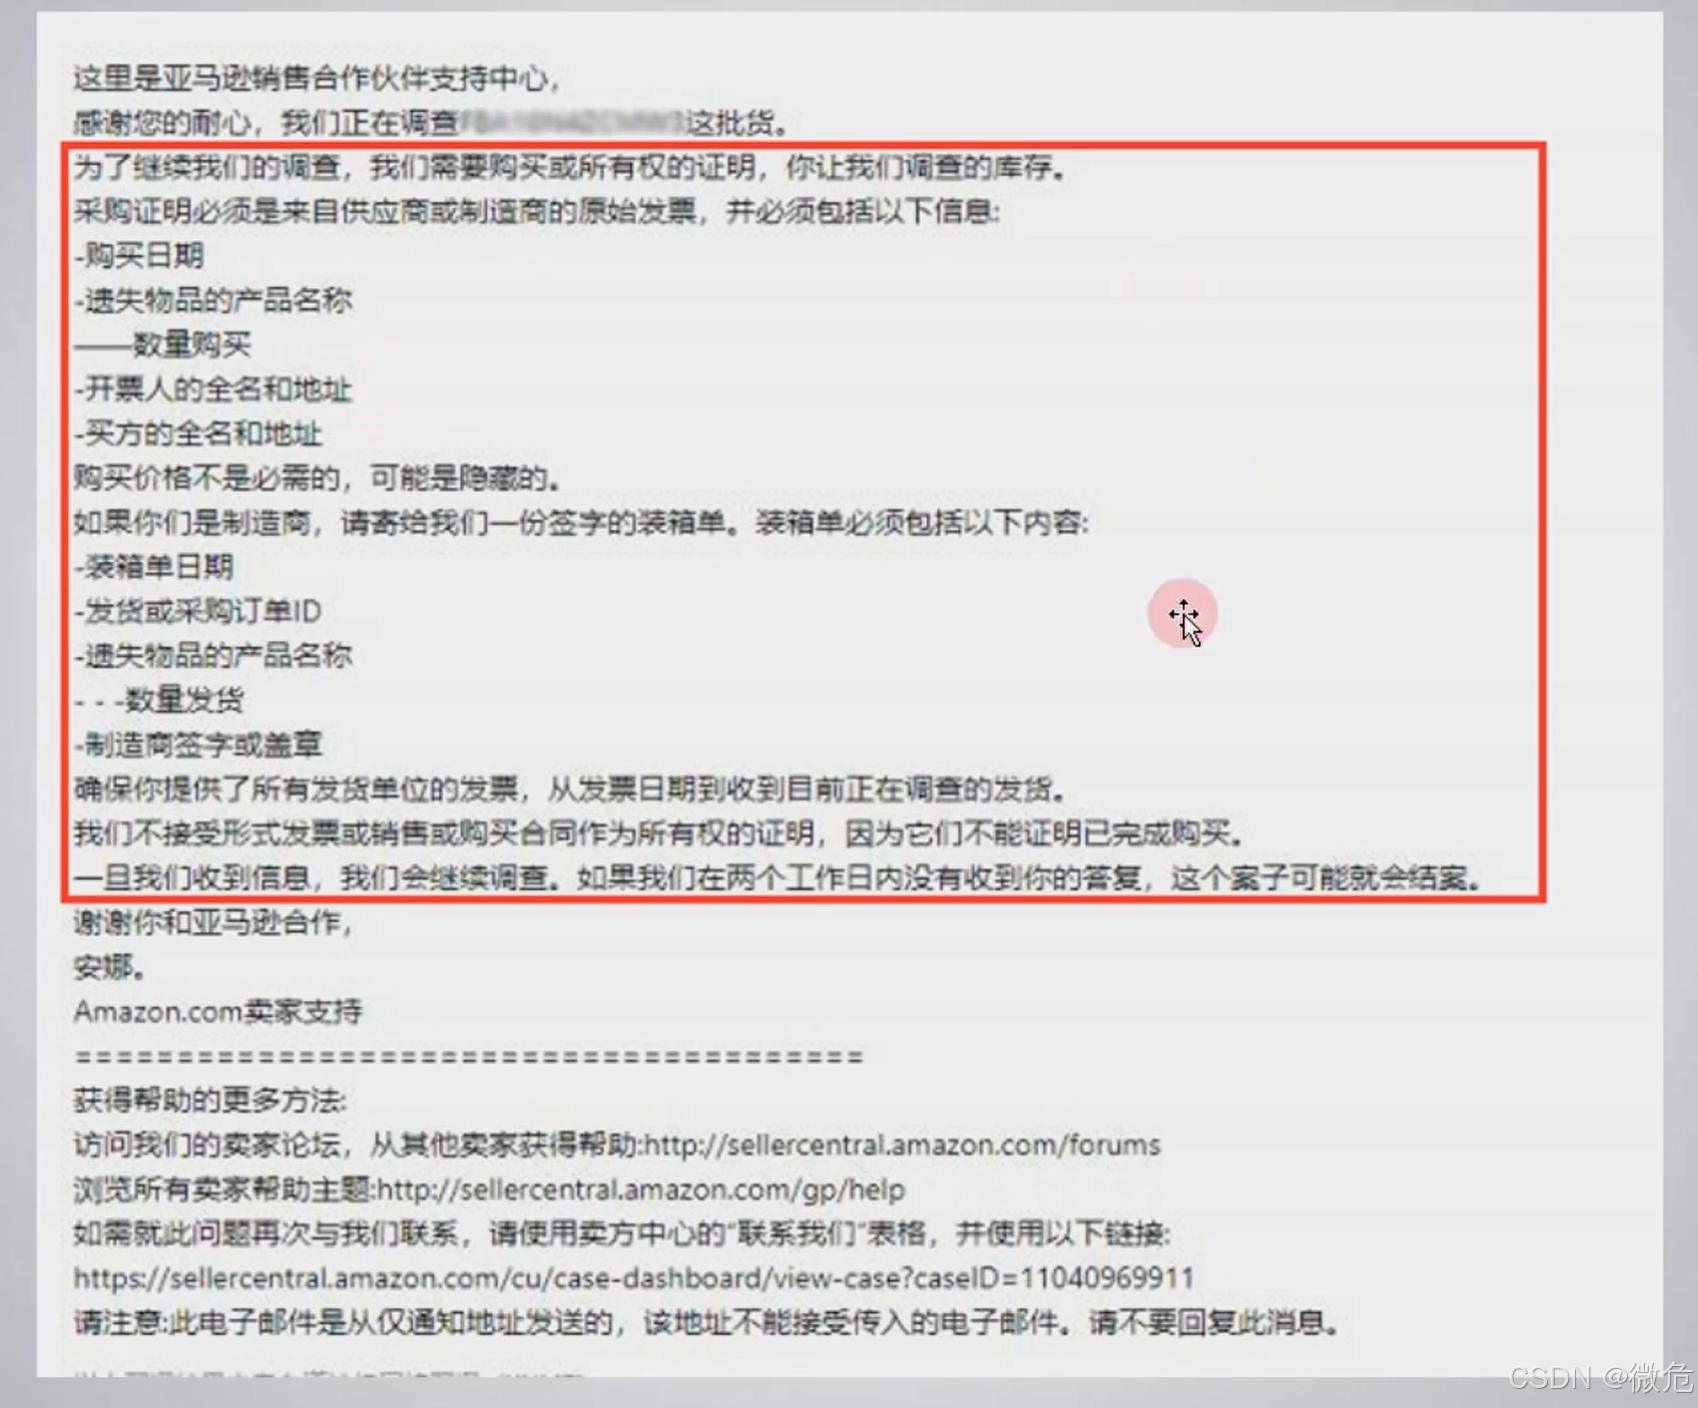 这里是亚马逊销售合作伙伴支持中心，
感谢您的耐心，我们正在调查这批货。
为了继续我们的调查，我们需要购买或所有权的证明，你让我们调查的库存。
采购证明必须是来自供应商或制造商的原始发票，并必须包括以下信息:
-购买日期
-遗失物品的产品名称
——数量购买
-开票人的全名和地址
-买方的全名和地址
购买价格不是必需的，可能是隐藏的。
如果你们是制造商，请寄给我们一份签字的装箱单。装箱单必须包括以下内容:
-装箱单日期
-发货或采购订单ID
-遗失物品的产品名称
- - -数量发货
-制造商签字或盖章
确保你提供了所有发货单位的发票，从发票日期到收到目前正在调查的发货。
我们不接受形式发票或销售或购买合同作为所有权的证明，因为它们不能证明已完成购买。
一旦我们收到信息，我们会继续调查。如果我们在两个工作日内没有收到你的答复，这个案子可能就会结案。
谢谢你和亚马逊合作，
安娜。
Amazon.com卖家支持
=======================================
获得帮助的更多方法:
访问我们的卖家论坛，从其他卖家获得帮助:http://sellercentral.amazon.com/forums
浏览所有卖家帮助主题:http://sellercentral.amazon.com/gp/help
如需就此问题再次与我们联系，请使用卖方中心的“联系我们”表格，并使用以下链接:
https://sellercentral.amazon.com/cu/case-dashboard/view-case?caseID=11040969911
请注意:此电子邮件是从仅通知地址发送的，该地址不能接受传入的电子邮件。请不要回复此消息。
CSDN @微危